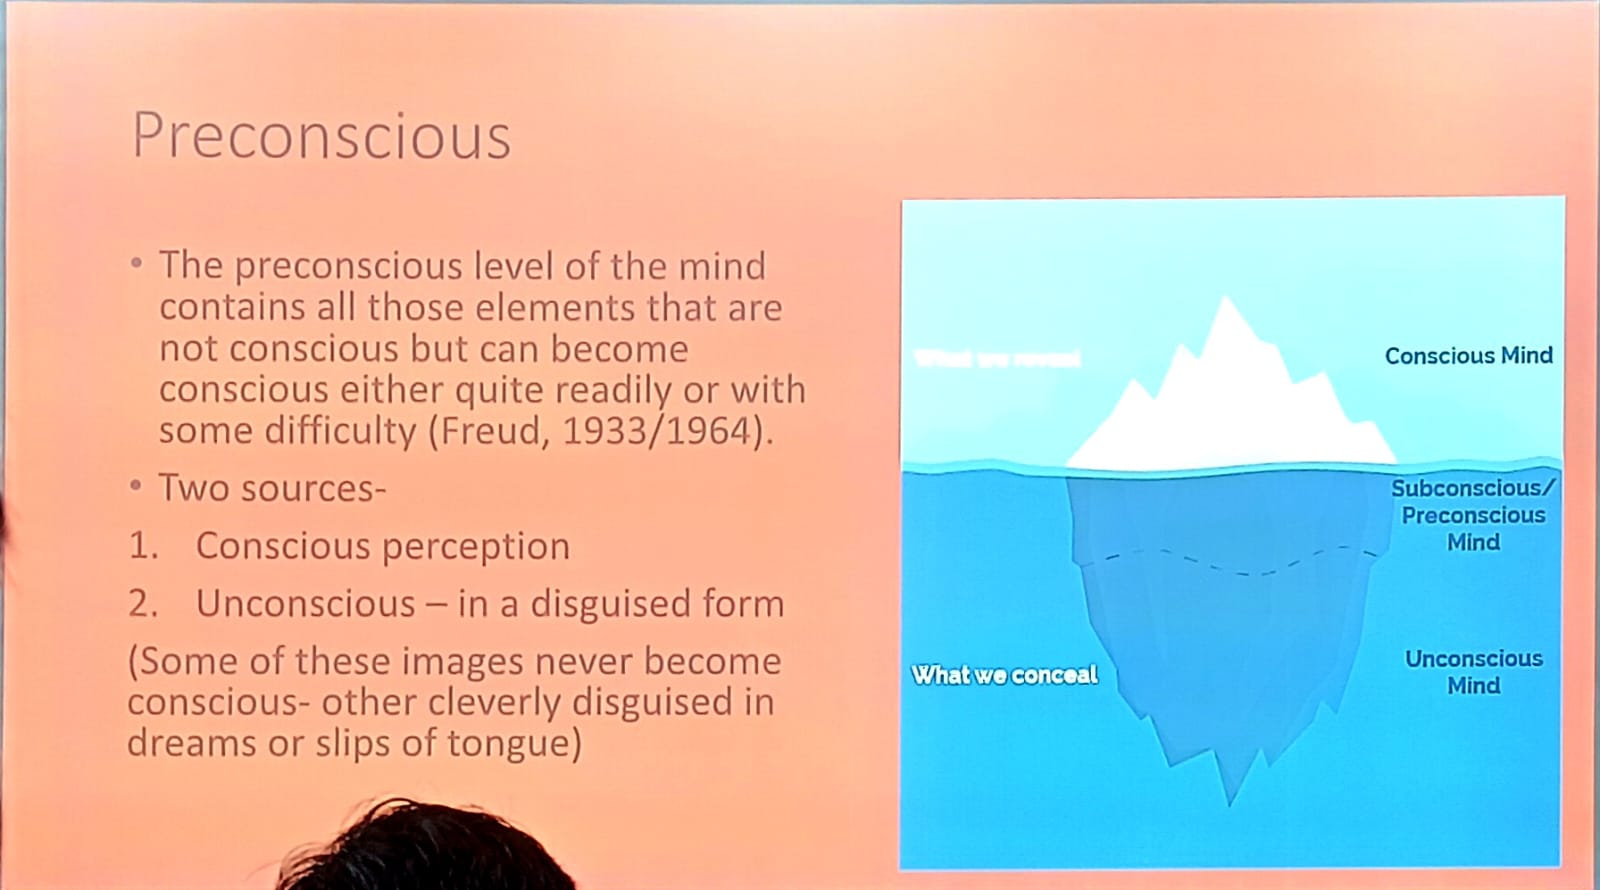 Preconscious
• The preconscious level of the mind
contains all those elements that are
not conscious but can become
conscious either quite readily or with
some difficulty (Freud, 1933/1964).
• Two sources-
1. Conscious perception
2. Unconscious – in a disguised form
(Some of these images never become
conscious- other cleverly disguised in
dreams or slips of tongue)
What we reveal
Conscious Mind
Subconscious/
Preconscious
Mind
What we conceal
Unconscious
Mind